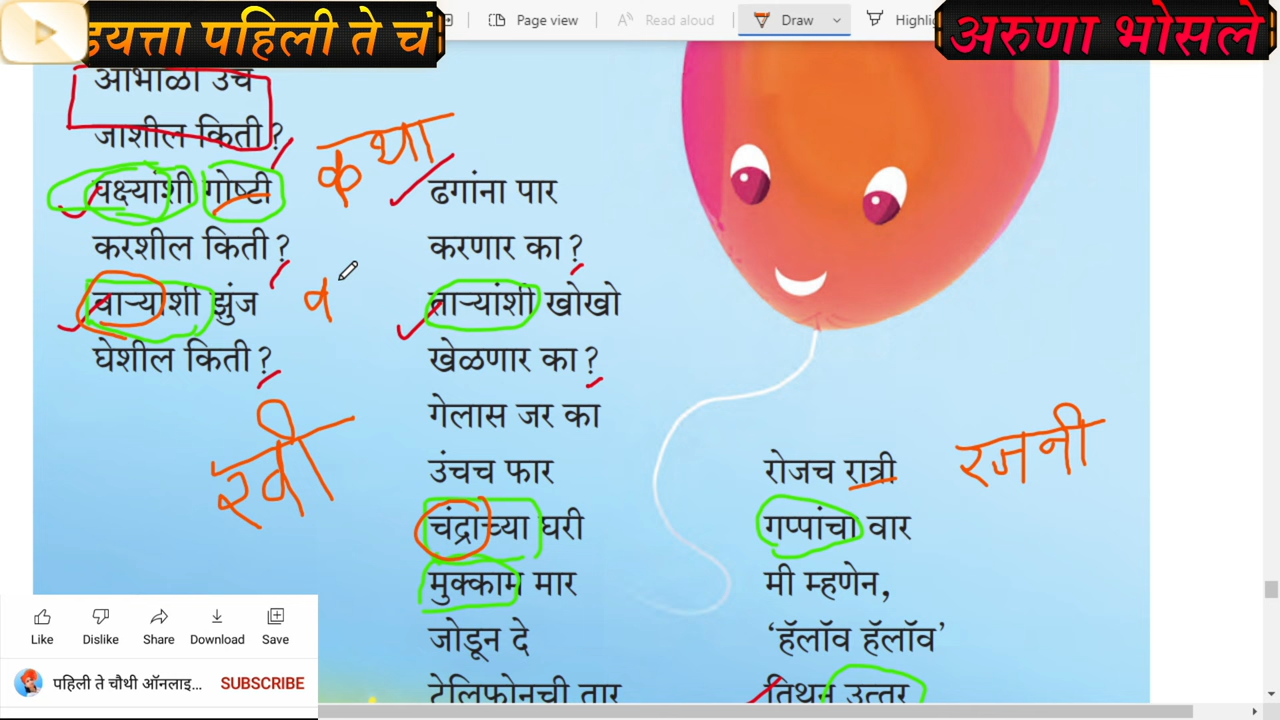 इयत्ता पहिली ते चं
Page view
Read aloud
Draw
Highli
अरुणा भोसले
आभाळी उंच
जाशील किती ?
पक्ष्यांशी गोष्टी
करशील किती ?
वाऱ्यांशी झुंज
घेशील किती ?
कथा
व
रवी
ढगांना पार
करणार का ?
ताऱ्यांशी खोखो
खेळणार का ?
गेलास जर का
उंचच फार
चंद्राच्या घरी
मुक्काम मार
जोडून दे
टेलिफोनची तार
रोजच रात्री
रजनी
गप्पांचा वार
मी म्हणेन,
‘हॅलॉव हॅलॉव’
तिथून उत्तर
Like
Dislike
Share
Download
Save
पहिली ते चौथी ऑनलाइ...
SUBSCRIBE